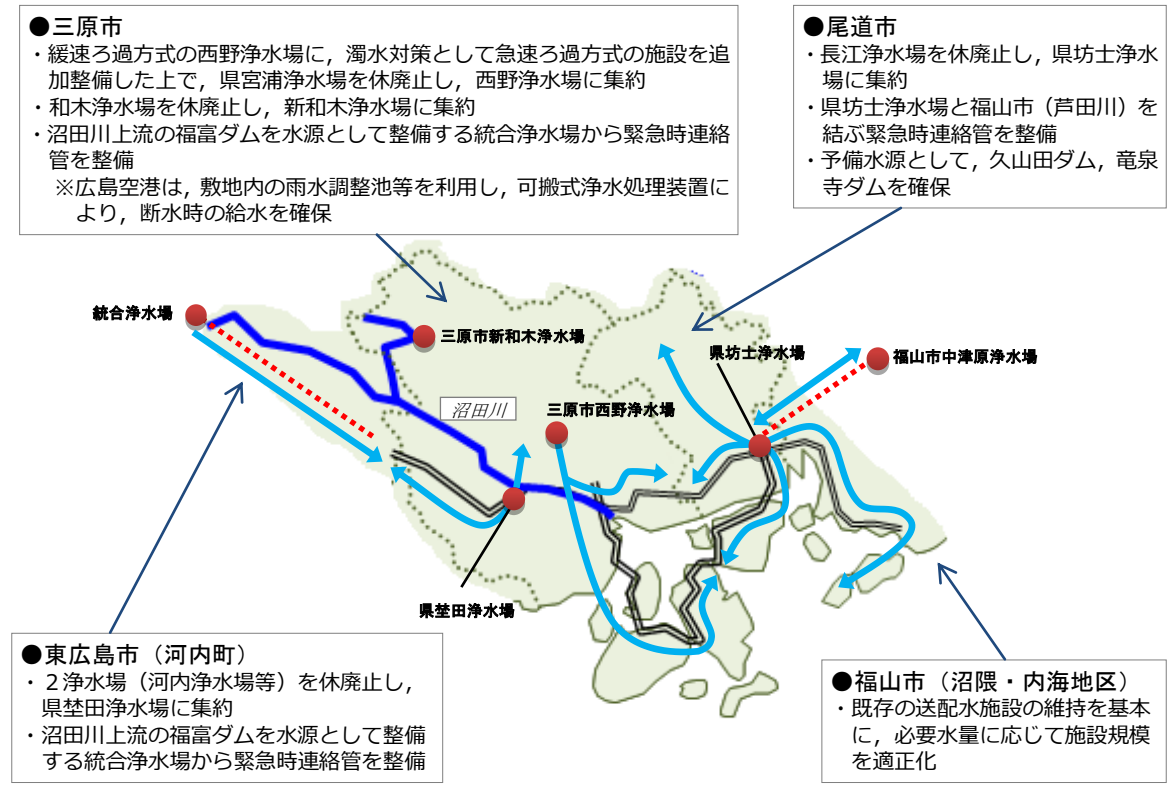 ●三原市
・緩速ろ過方式の西野浄水場に，濁水対策として急速ろ過方式の施設を追
加整備した上で，県宮浦浄水場を休廃止し，西野浄水場に集約
・和木浄水場を休廃止し，新和木浄水場に集約
・沼田川上流の福富ダムを水源として整備する統合浄水場から緊急時連絡
管を整備
※広島空港は，敷地内の雨水調整池等を利用し，可搬式浄水処理装置に
より，断水時の給水を確保
●尾道市
・長江浄水場を休廃止し，県坊士浄水
場に集約
・県坊士浄水場と福山市（芦田川）を
結ぶ緊急時連絡管を整備
・予備水源として，久山田ダム，竜泉
寺ダムを確保
統合浄水場
三原市新和木浄水場
県坊士浄水場
福山市中津原浄水場
沼田川
三原市西野浄水場
県埜田浄水場
●東広島市（河内町）
・２浄水場（河内浄水場等）を休廃止し，
県埜田浄水場に集約
・沼田川上流の福富ダムを水源として整備
する統合浄水場から緊急時連絡管を整備
●福山市（沼隈・内海地区）
・既存の送配水施設の維持を基本
に，必要水量に応じて施設規模
を適正化